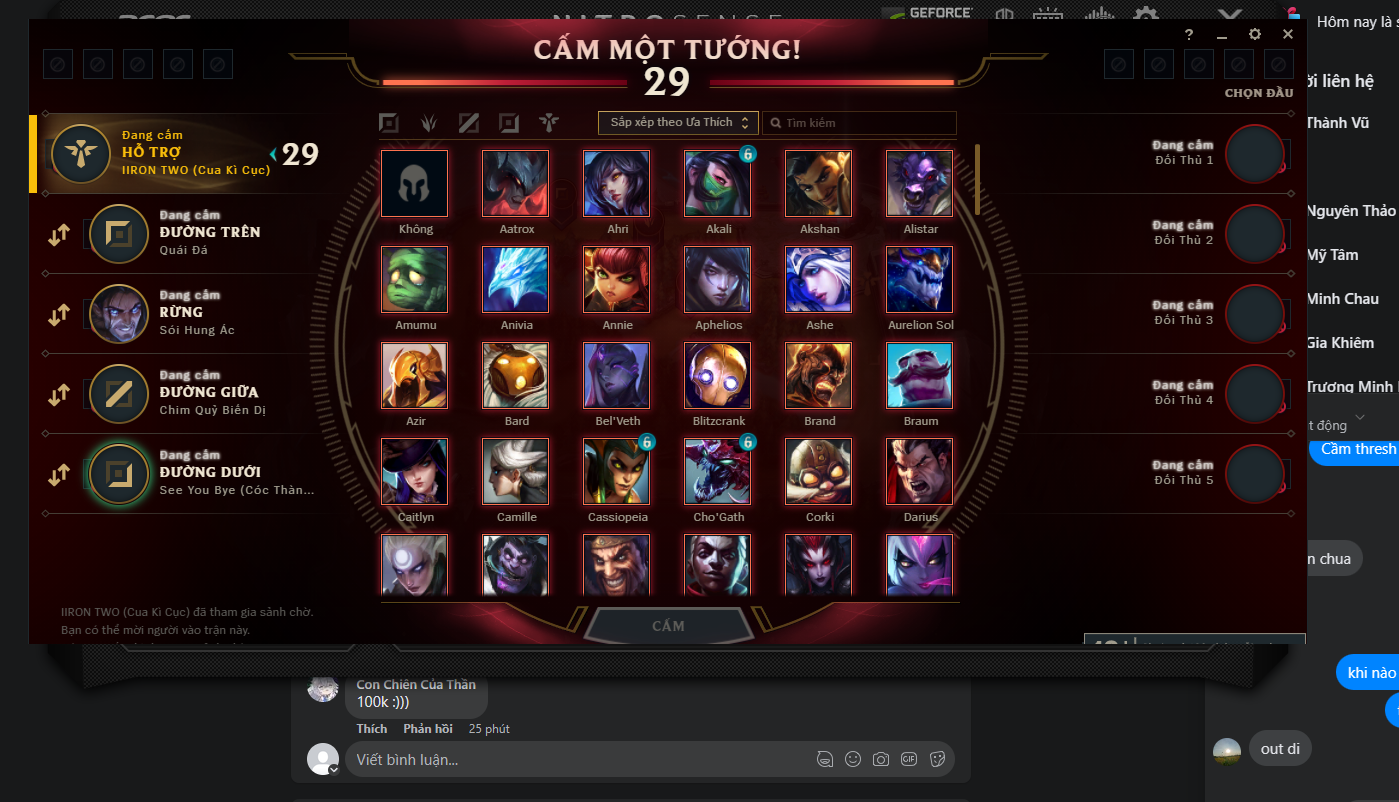 NITROSENSE
GEFORCE
Hôm nay là s
?
CẤM MỘT TƯỚNG!
29
CHỌN ĐẦU
Sắp xếp theo Ưa Thích
Tìm kiếm
Đang cấm
HỖ TRỢ
IIRON TWO (Cua Kì Cục)
29
Đang cấm
ĐƯỜNG TRÊN
Quái Đá
Đang cấm
RỪNG
Sói Hung Ác
Đang cấm
ĐƯỜNG GIỮA
Chim Quỷ Biến Dị
Đang cấm
ĐƯỜNG DƯỚI
See You Bye (Cóc Thàn...
6
Không
Aatrox
Ahri
Akali
Akshan
Alistar
Amumu
Anivia
Annie
Aphelios
Ashe
Aurelion Sol
Azir
Bard
Bel'Veth
Blitzcrank
Brand
Braum
6
6
Caitlyn
Camille
Cassiopeia
Cho'Gath
Corki
Darius
CẤM
Đang cấm
Đối Thủ 1
Đang cấm
Đối Thủ 2
Đang cấm
Đối Thủ 3
Đang cấm
Đối Thủ 4
Đang cấm
Đối Thủ 5
IIRON TWO (Cua Kì Cục) đã tham gia sảnh chờ.
Bạn có thể mời người vào trận này.
ời liên hệ
Thành Vũ
Nguyên Thảo
Mỹ Tâm
Minh Chau
Gia Khiêm
Trương Minh
t động
Cầm thresh
n chua
khi nào
out di
Con Chiên Của Thần
100k :)))
Thích Phản hồi 25 phút
Viết bình luận...
GIF